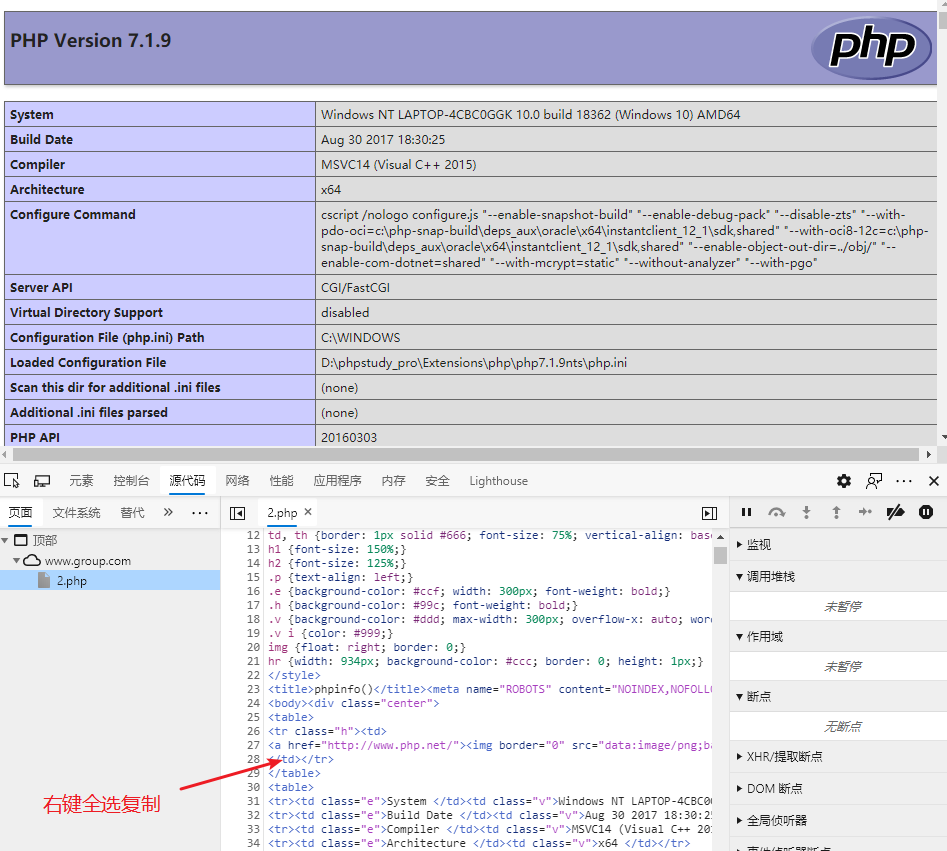 PHP Version 7.1.9
php
System Windows NT LAPTOP-4CBC0GGK 10.0 build 18362 (Windows 10) AMD64
Build Date Aug 30 2017 18:30:25
Compiler MSVC14 (Visual C++ 2015)
Architecture x64
Configure Command cscript /nologo configure.js "--enable-snapshot-build" "--enable-debug-pack" "--disable-zts" "--with-
pdo-oci=c:\php-snap-build\deps_aux\oracle\x64\instantclient_12_1\sdk,shared" "--with-oci8-12c=c:\php-
snap-build\deps_aux\oracle\x64\instantclient_12_1\sdk,shared" "--enable-object-out-dir=../obj/" "--
enable-com-dotnet=shared" "--with-mcrypt=static" "--without-analyzer" "--with-pgo"
Server API CGI/FastCGI
Virtual Directory Support disabled
Configuration File (php.ini) Path C:\WINDOWS
Loaded Configuration File D:\phpstudy_pro\Extensions\php\php7.1.9nts\php.ini
Scan this dir for additional .ini files (none)
Additional .ini files parsed (none)
PHP API 20160303
元素 控制台 源代码 网络 性能 应用程序 内存 安全 Lighthouse
页面 文件系统 替代 » ···
顶部
www.group.com
2.php
2.php ×
12 td, th {border: 1px solid #666; font-size: 75%; vertical-align: base
13 h1 {font-size: 150%;}
14 h2 {font-size: 125%;}
15 .p {text-align: left;}
16 .e {background-color: #ccf; width: 300px; font-weight: bold;}
17 .h {background-color: #99c; font-weight: bold;}
18 .v {background-color: #ddd; max-width: 300px; overflow-x: auto; wor
19 .v i {color: #999;}
20 img {float: right; border: 0;}
21 hr {width: 934px; background-color: #ccc; border: 0; height: 1px;}
22 </style>
23 <title>phpinfo()</title><meta name="ROBOTS" content="NOINDEX,NOFOLL
24 <body><div class="center">
25 <table>
26 <tr class="h"><td>
27 <a href="http://www.php.net/"><img border="0" src="data:image/png;ba
28 </td></tr>
29 </table>
30 <table>
31 <tr><td class="e">System </td><td class="v">Windows NT LAPTOP-4CBC0
32 <tr><td class="e">Build Date </td><td class="v">Aug 30 2017 18:30:25
33 <tr><td class="e">Compiler </td><td class="v">MSVC14 (Visual C++ 201
34 <tr><td class="e">Architecture </td><td class="v">x64 </td></tr>
右键全选复制
监视
调用堆栈
未暂停
作用域
未暂停
断点
无断点
XHR/提取断点
DOM 断点
全局侦听器